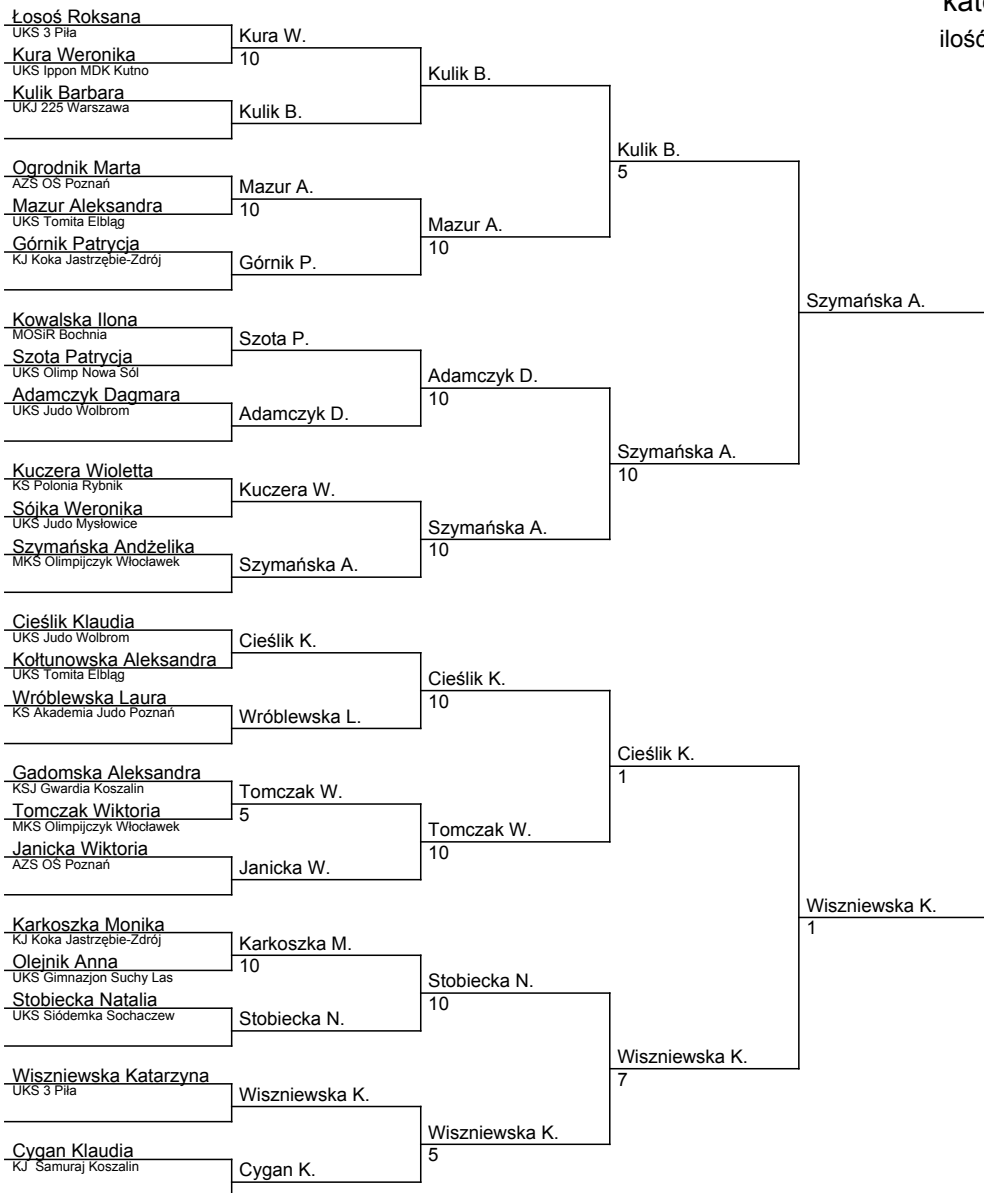 kate
ilość
Łosoś Roksana
UKS 3 Piła
Kura Weronika
UKS Ippon MDK Kutno
Kulik Barbara
UKJ 225 Warszawa
Ogrodnik Marta
AZS OŚ Poznań
Mazur Aleksandra
UKS Tomita Elbląg
Górnik Patrycja
KJ Koka Jastrzębie-Zdrój
Kowalska Ilona
MOSiR Bochnia
Szota Patrycja
UKS Olimp Nowa Sól
Adamczyk Dagmara
UKS Judo Wolbrom
Kuczera Wioletta
KS Polonia Rybnik
Sójka Weronika
UKS Judo Mysłowice
Szymańska Andżelika
MKS Olimpijczyk Włocławek
Cieślik Klaudia
UKS Judo Wolbrom
Kołtunowska Aleksandra
UKS Tomita Elbląg
Wróblewska Laura
KS Akademia Judo Poznań
Gadomska Aleksandra
KSJ Gwardia Koszalin
Tomczak Wiktoria
MKS Olimpijczyk Włocławek
Janicka Wiktoria
AZS OŚ Poznań
Karkoszka Monika
KJ Koka Jastrzębie-Zdrój
Olejnik Anna
UKS Gimnazjon Suchy Las
Stobiecka Natalia
UKS Siódemka Sochaczew
Wiszniewska Katarzyna
UKS 3 Piła
Cygan Klaudia
KJ Samuraj Koszalin
Kura W.
10
Kulik B.
Mazur A.
10
Górnik P.
Szota P.
Adamczyk D.
Kuczera W.
Szymańska A.
Cieślik K.
Wróblewska L.
Tomczak W.
5
Janicka W.
Karkoszka M.
10
Stobiecka N.
Wiszniewska K.
Cygan K.
Kulik B.
Mazur A.
10
Adamczyk D.
10
Szymańska A.
10
Cieślik K.
10
Tomczak W.
10
Stobiecka N.
10
Wiszniewska K.
5
Kulik B.
5
Szymańska A.
10
Cieślik K.
1
Wiszniewska K.
7
Szymańska A.
Wiszniewska K.
1